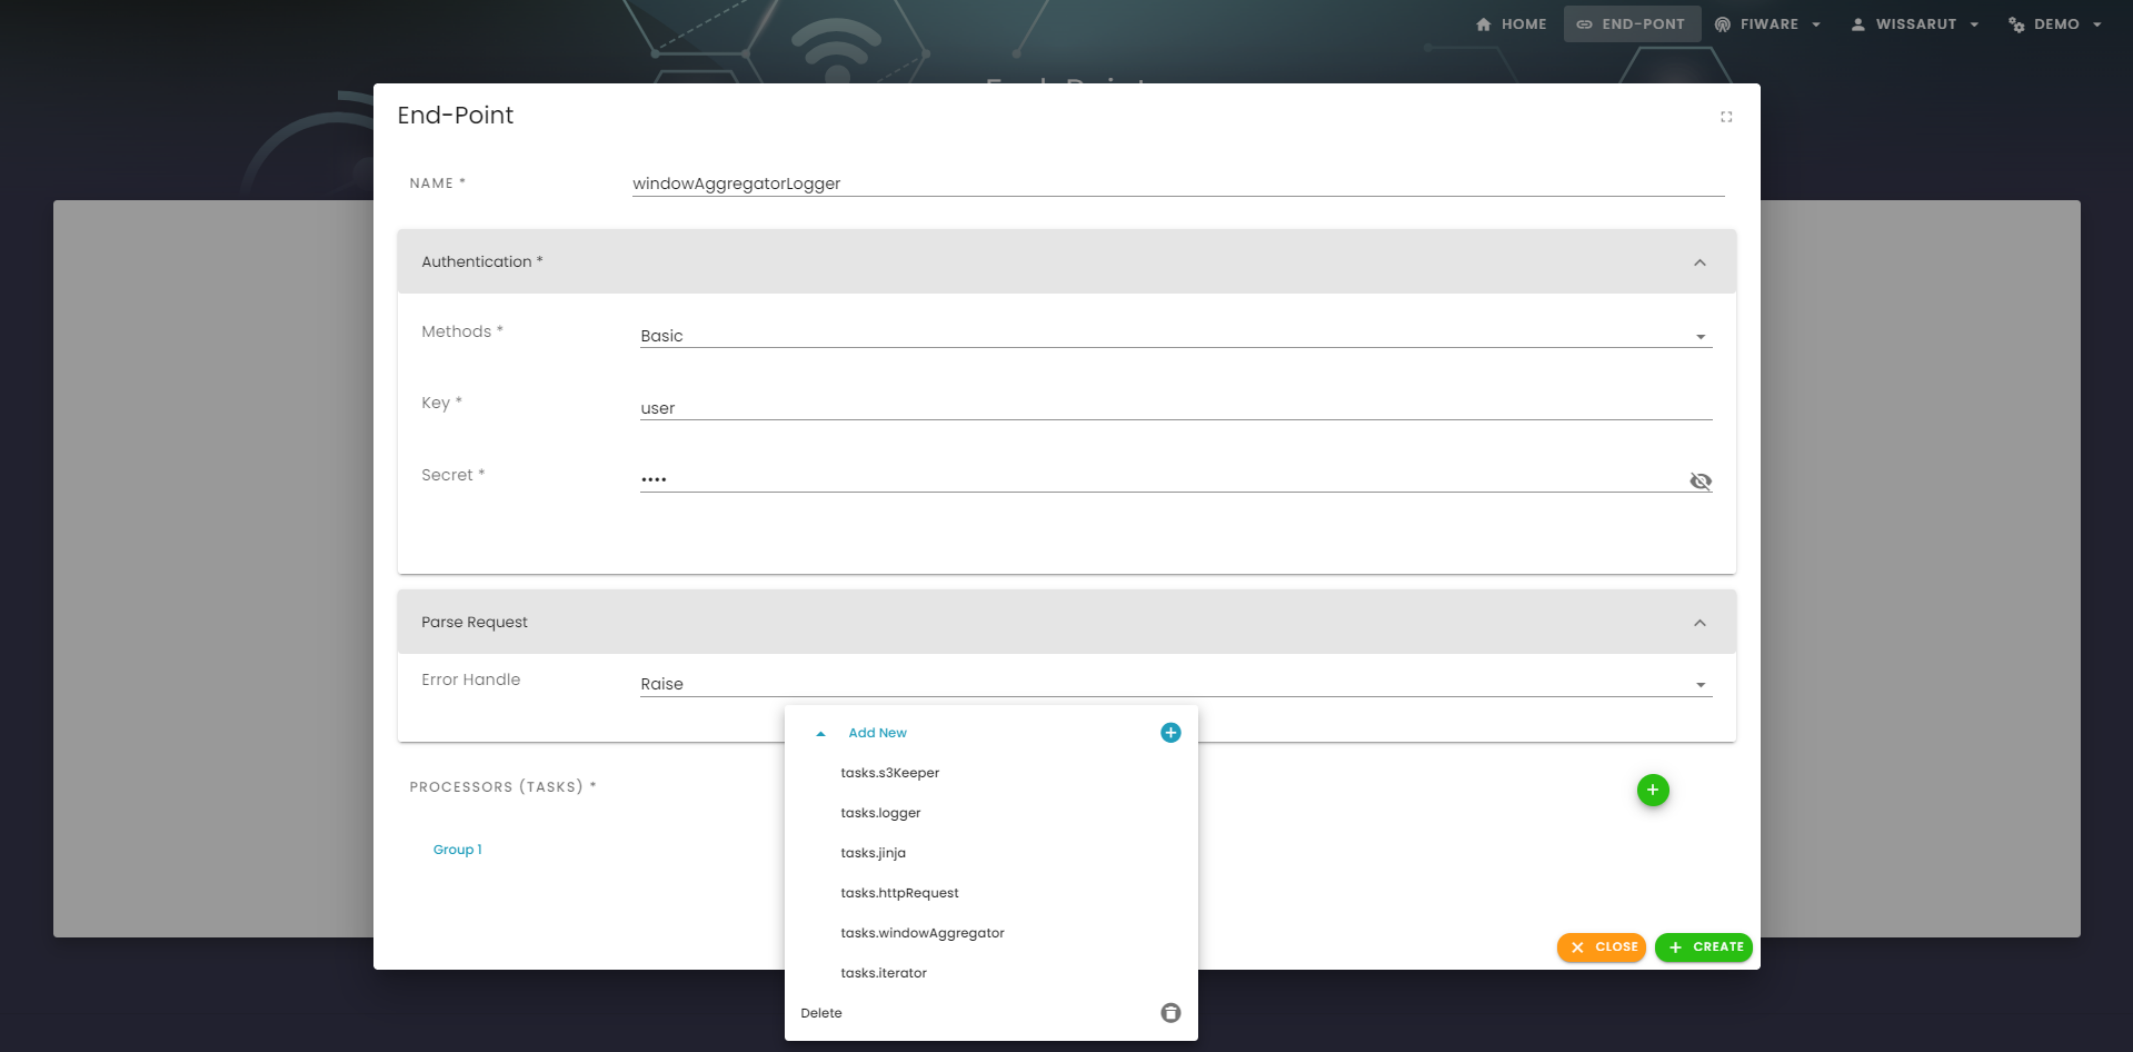 HOME
END-PONT
FIWARE
WISSARUT
DEMO
End-Point
NAME *
windowAggregatorLogger
Authentication *
Methods *
Basic
Key *
user
Secret *
••••
Parse Request
Error Handle
Raise
Add New
tasks.s3Keeper
PROCESSORS (TASKS) *
tasks.logger
Group 1
tasks.jinja
tasks.httpRequest
tasks.windowAggregator
CLOSE
CREATE
tasks.iterator
Delete